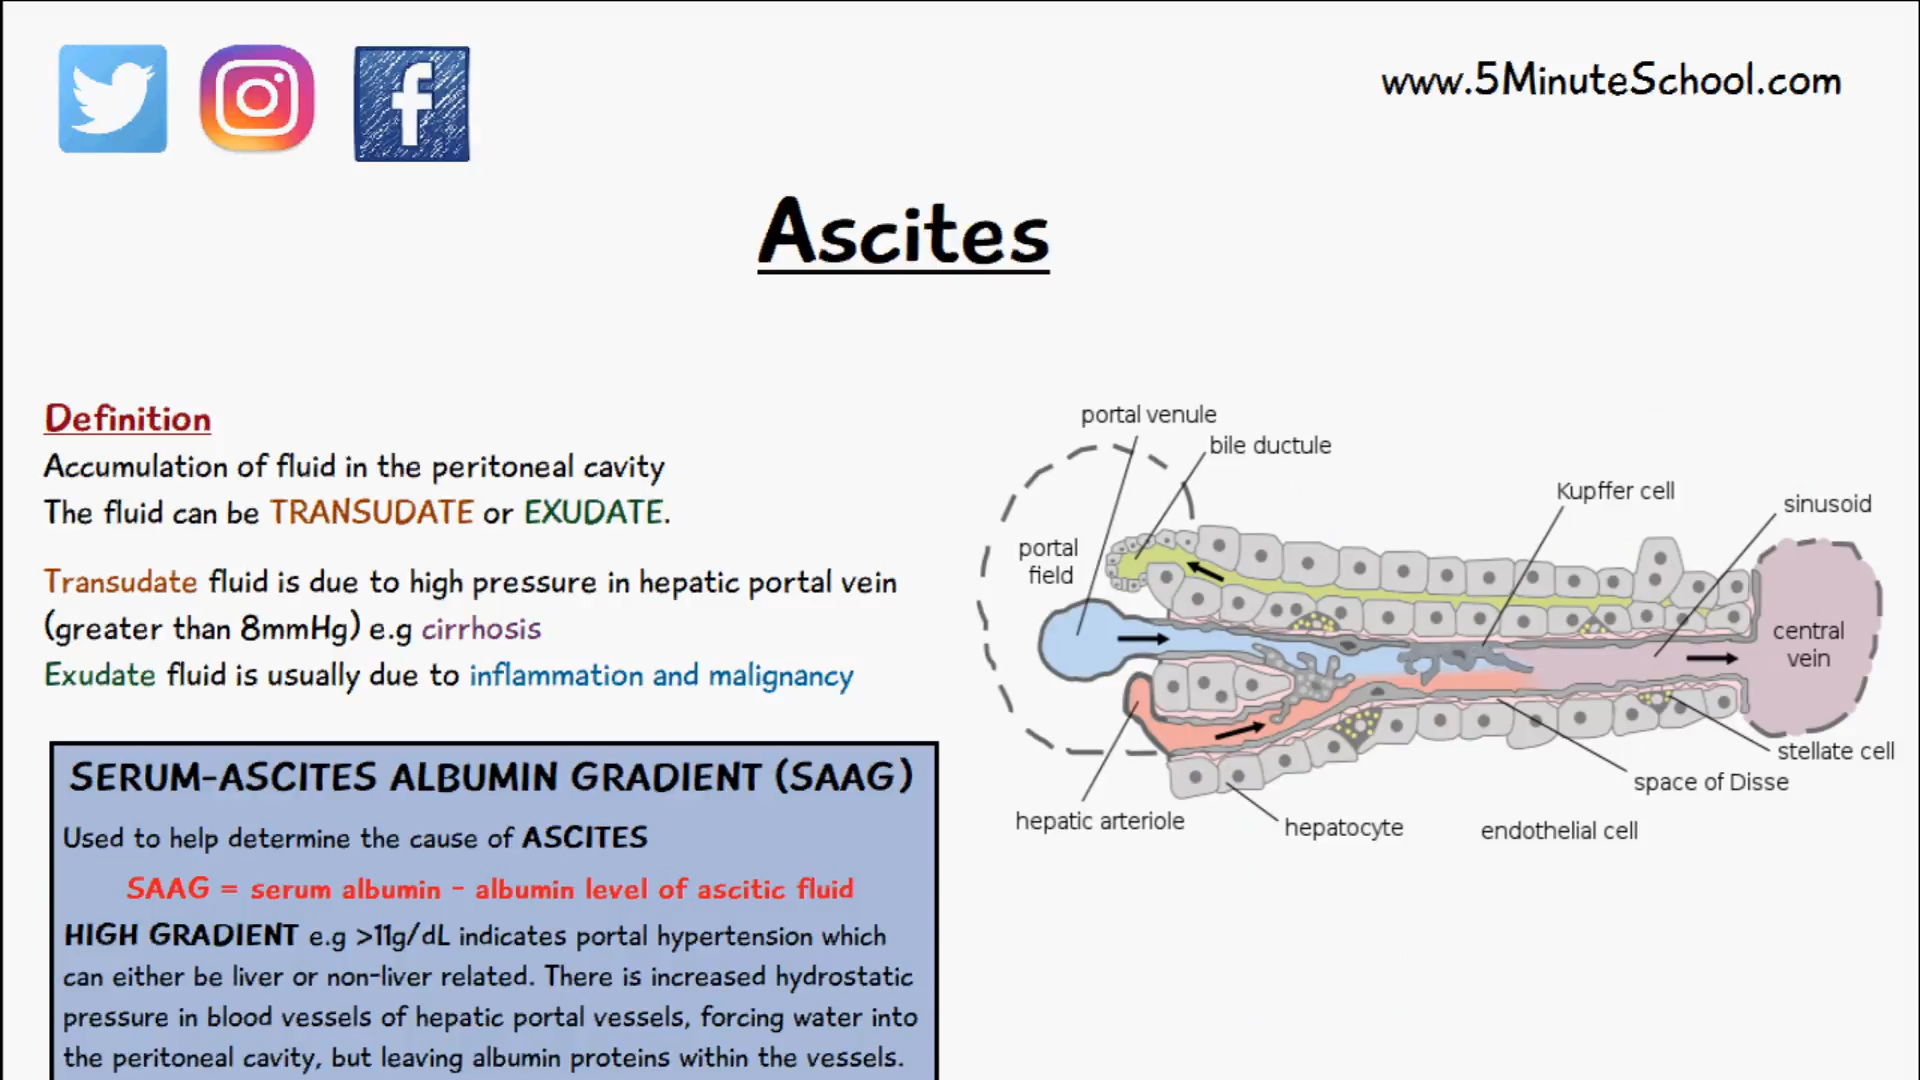 www.5MinuteSchool.com
Ascites
Definition
Accumulation of fluid in the peritoneal cavity
The fluid can be TRANSUDATE or EXUDATE.
Transudate fluid is due to high pressure in hepatic portal vein
(greater than 8mmHg) e.g cirrhosis
Exudate fluid is usually due to inflammation and malignancy
SERUM-ASCITES ALBUMIN GRADIENT (SAAG)
Used to help determine the cause of ASCITES
SAAG = serum albumin - albumin level of ascitic fluid
HIGH GRADIENT e.g >11g/dL indicates portal hypertension which
can either be liver or non-liver related. There is increased hydrostatic
pressure in blood vessels of hepatic portal vessels, forcing water into
the peritoneal cavity, but leaving albumin proteins within the vessels.
portal venule
bile ductule
Kupffer cell
sinusoid
portal
field
central
vein
stellate cell
space of Disse
hepatic arteriole
hepatocyte
endothelial cell